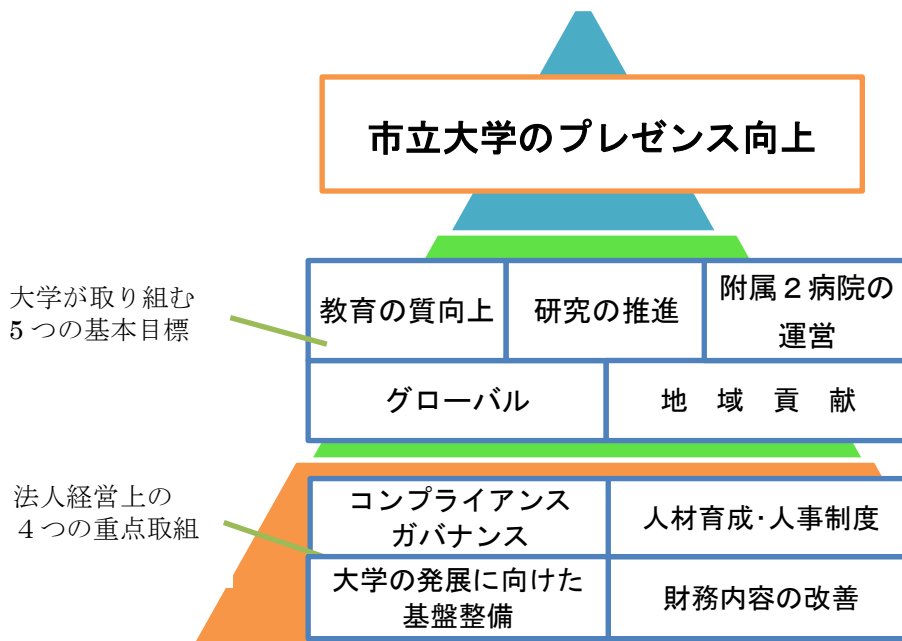 市立大学のプレゼンス向上
大学が取り組む
5つの基本目標
教育の質向上
研究の推進
附属２病院の
運営
グローバル
地　域　貢　献
法人経営上の
４つの重点取組
コンプライアンス
ガバナンス
人材育成･人事制度
大学の発展に向けた
基盤整備
財務内容の改善